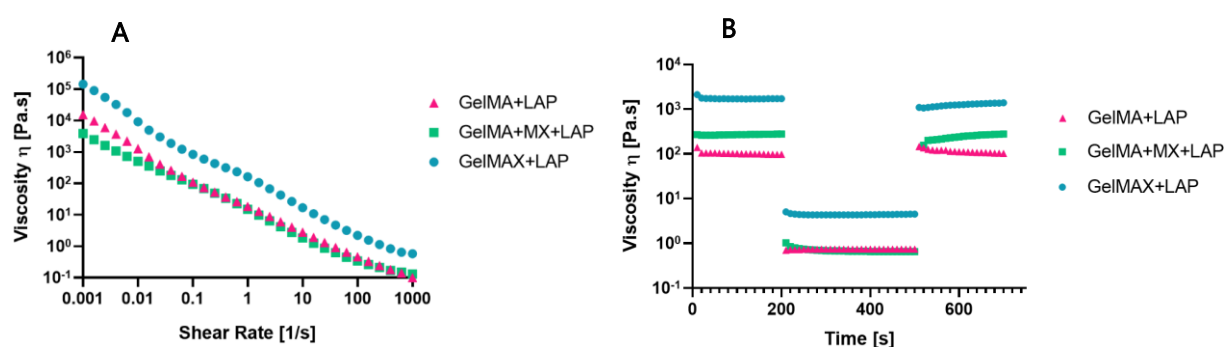 A
Viscosity η [Pa.s]
10⁶
10⁵
10⁴
10³
10²
10¹
10⁰
10⁻¹
0.001 0.01 0.1 1 10 100 1000
Shear Rate [1/s]
GelMA+LAP
GelMA+MX+LAP
GelMAX+LAP
B
Viscosity η [Pa.s]
10⁴
10³
10²
10¹
10⁰
10⁻¹
0 200 400 600
Time [s]
GelMA+LAP
GelMA+MX+LAP
GelMAX+LAP